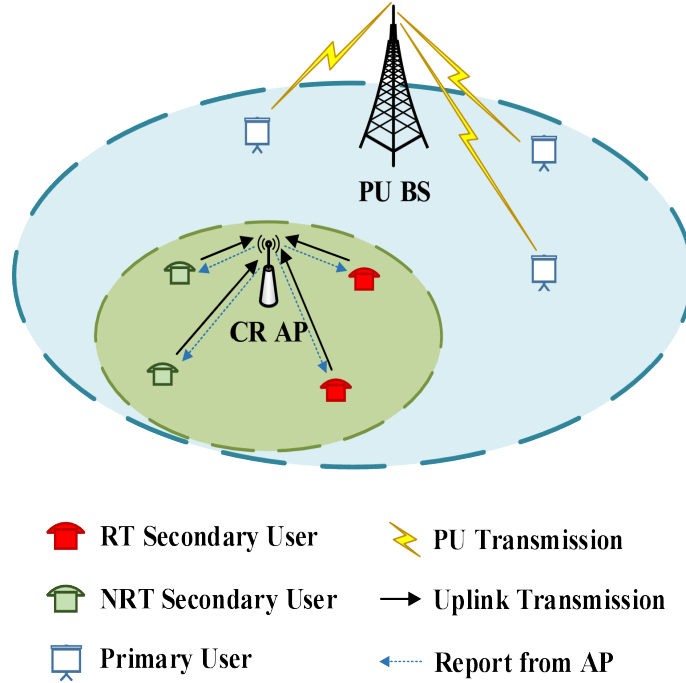 PU BS
CR AP
RT Secondary User
PU Transmission
NRT Secondary User
Uplink Transmission
Primary User
Report from AP